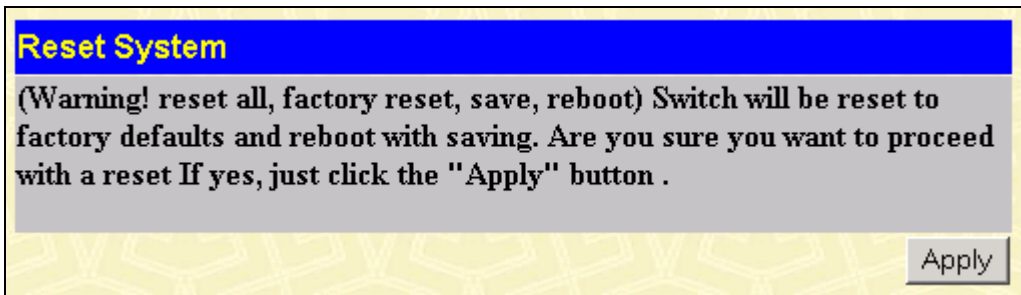 Reset System
(Warning! reset all, factory reset, save, reboot) Switch will be reset to
factory defaults and reboot with saving. Are you sure you want to proceed
with a reset If yes, just click the "Apply" button .
Apply